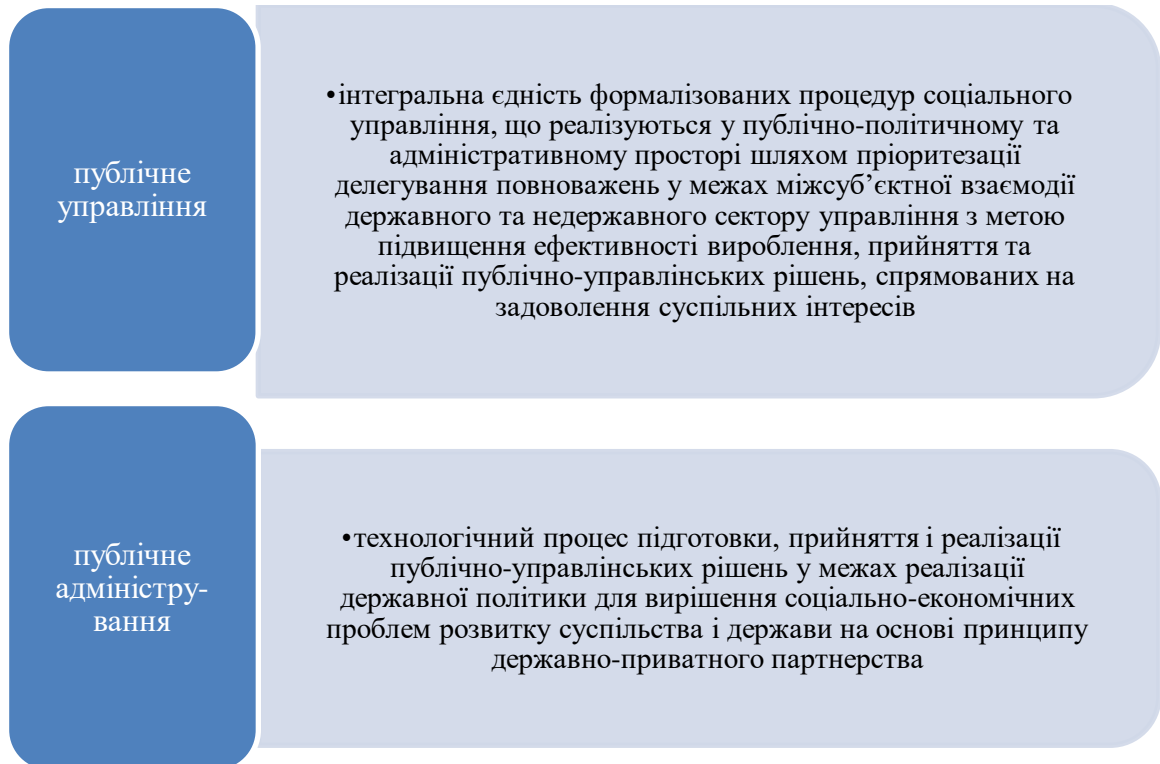 публічне
управління
•інтегральна єдність формалізованих процедур соціального
управління, що реалізуються у публічно-політичному та
адміністративному просторі шляхом пріоритезації
делегування повноважень у межах міжсуб’єктної взаємодії
державного та недержавного сектору управління з метою
підвищення ефективності вироблення, прийняття та
реалізації публічно-управлінських рішень, спрямованих на
задоволення суспільних інтересів
публічне
адміністру-
вання
•технологічний процес підготовки, прийняття і реалізації
публічно-управлінських рішень у межах реалізації
державної політики для вирішення соціально-економічних
проблем розвитку суспільства і держави на основі принципу
державно-приватного партнерства